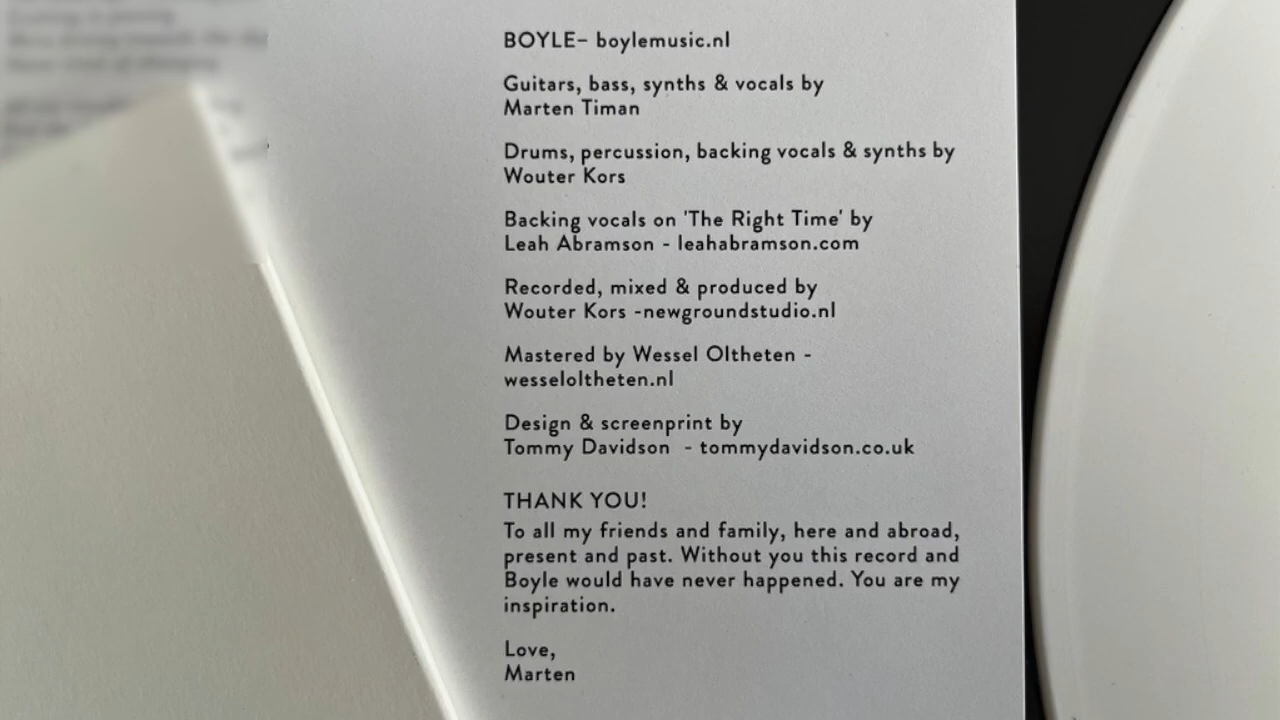 BOYLE– boylemusic.nl
Guitars, bass, synths & vocals by
Marten Timan
Drums, percussion, backing vocals & synths by
Wouter Kors
Backing vocals on 'The Right Time' by
Leah Abramson - leahabramson.com
Recorded, mixed & produced by
Wouter Kors -newgroundstudio.nl
Mastered by Wessel Oltheten -
wesseloltheten.nl
Design & screenprint by
Tommy Davidson  - tommydavidson.co.uk
THANK YOU!
To all my friends and family, here and abroad,
present and past. Without you this record and
Boyle would have never happened. You are my
inspiration.
Love,
Marten